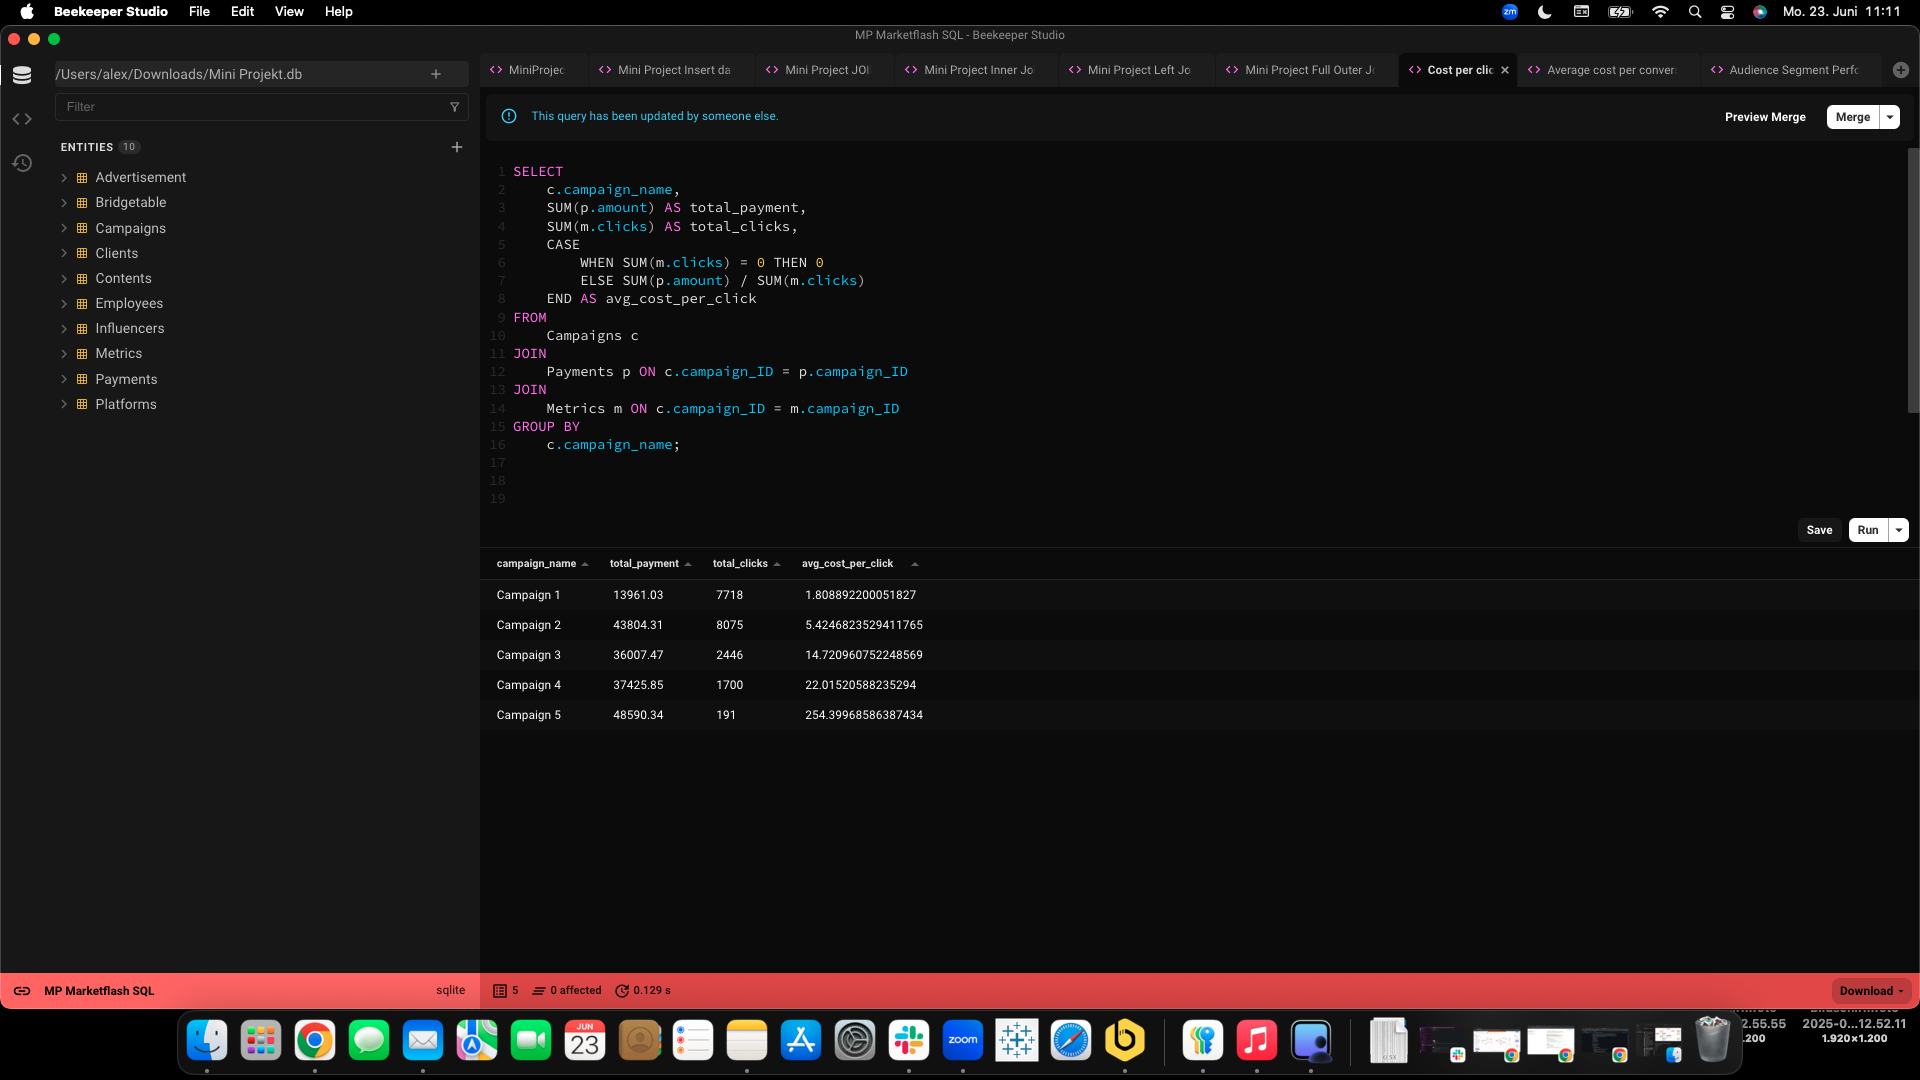 Beekeeper Studio File Edit View Help
zm Mo. 23. Juni 11:11
MP Marketflash SQL - Beekeeper Studio
/Users/alex/Downloads/Mini Projekt.db
MiniProjec Mini Project Insert da Mini Project JOI Mini Project Inner Jo Mini Project Left Jo Mini Project Full Outer J Cost per clic Average cost per conver Audience Segment Perfo
Filter
This query has been updated by someone else.
Preview Merge Merge
ENTITIES 10
Advertisement
Bridgetable
Campaigns
Clients
Contents
Employees
Influencers
Metrics
Payments
Platforms
1 SELECT
2 c.campaign_name,
3 SUM(p.amount) AS total_payment,
4 SUM(m.clicks) AS total_clicks,
5 CASE
6 WHEN SUM(m.clicks) = 0 THEN 0
7 ELSE SUM(p.amount) / SUM(m.clicks)
8 END AS avg_cost_per_click
9 FROM
10 Campaigns c
11 JOIN
12 Payments p ON c.campaign_ID = p.campaign_ID
13 JOIN
14 Metrics m ON c.campaign_ID = m.campaign_ID
15 GROUP BY
16 c.campaign_name;
17
18
19
Save Run
campaign_name total_payment total_clicks avg_cost_per_click
Campaign 1 13961.03 7718 1.808892200051827
Campaign 2 43804.31 8075 5.4246823529411765
Campaign 3 36007.47 2446 14.720960752248569
Campaign 4 37425.85 1700 22.01520588235294
Campaign 5 48590.34 191 254.39968586387434
MP Marketflash SQL sqlite 5 0 affected 0.129 s Download
JUN
23
zoom
2.55.55 2025-0...12.52.11
.200 1.920×1.200